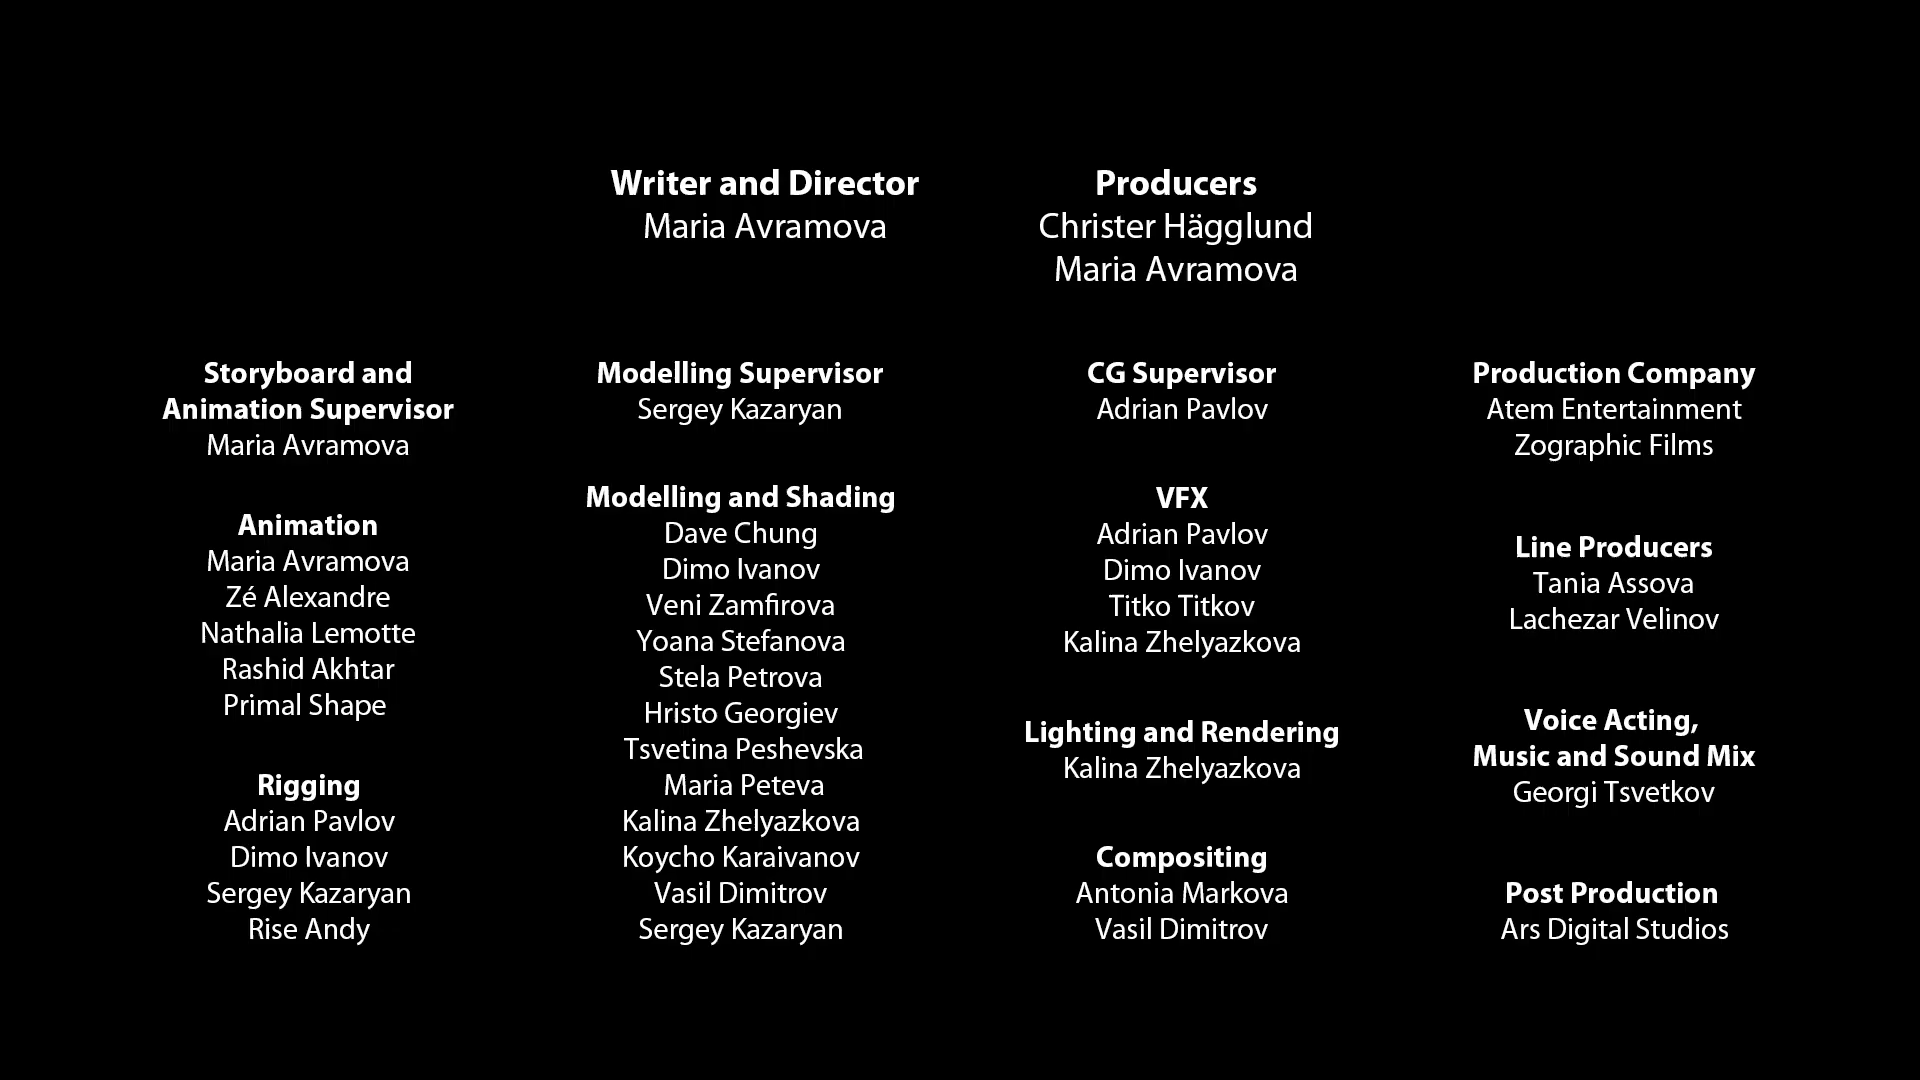 Writer and Director
Maria Avramova
Producers
Christer Hägglund
Maria Avramova
Storyboard and
Animation Supervisor
Maria Avramova
Animation
Maria Avramova
Zé Alexandre
Nathalia Lemotte
Rashid Akhtar
Primal Shape
Rigging
Adrian Pavlov
Dimo Ivanov
Sergey Kazaryan
Rise Andy
Modelling Supervisor
Sergey Kazaryan
Modelling and Shading
Dave Chung
Dimo Ivanov
Veni Zamfirova
Yoana Stefanova
Stela Petrova
Hristo Georgiev
Tsvetina Peshevska
Maria Peteva
Kalina Zhelyazkova
Koycho Karaivanov
Vasil Dimitrov
Sergey Kazaryan
CG Supervisor
Adrian Pavlov
VFX
Adrian Pavlov
Dimo Ivanov
Titko Titkov
Kalina Zhelyazkova
Lighting and Rendering
Kalina Zhelyazkova
Compositing
Antonia Markova
Vasil Dimitrov
Production Company
Atem Entertainment
Zographic Films
Line Producers
Tania Assova
Lachezar Velinov
Voice Acting,
Music and Sound Mix
Georgi Tsvetkov
Post Production
Ars Digital Studios